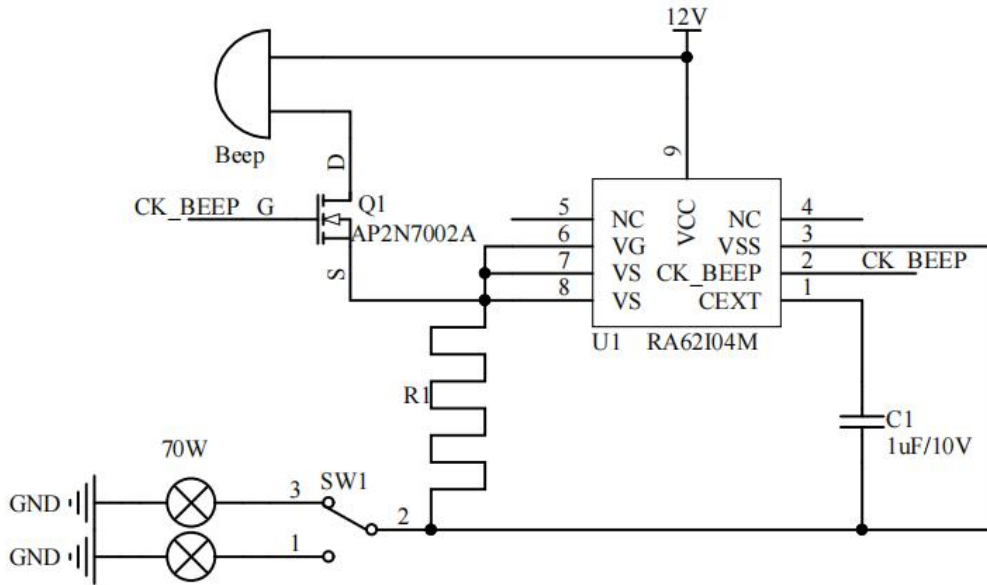 12V
Beep
D
9
CK_BEEP G
Q1
AP2N7002A
S
5 NC VCC NC 4
6 VG VSS 3
7 VS CK_BEEP 2 CK_BEEP
8 VS CEXT 1
U1 RA62I04M
R1
C1
1uF/10V
70W
SW1
GND 3
2
GND 1